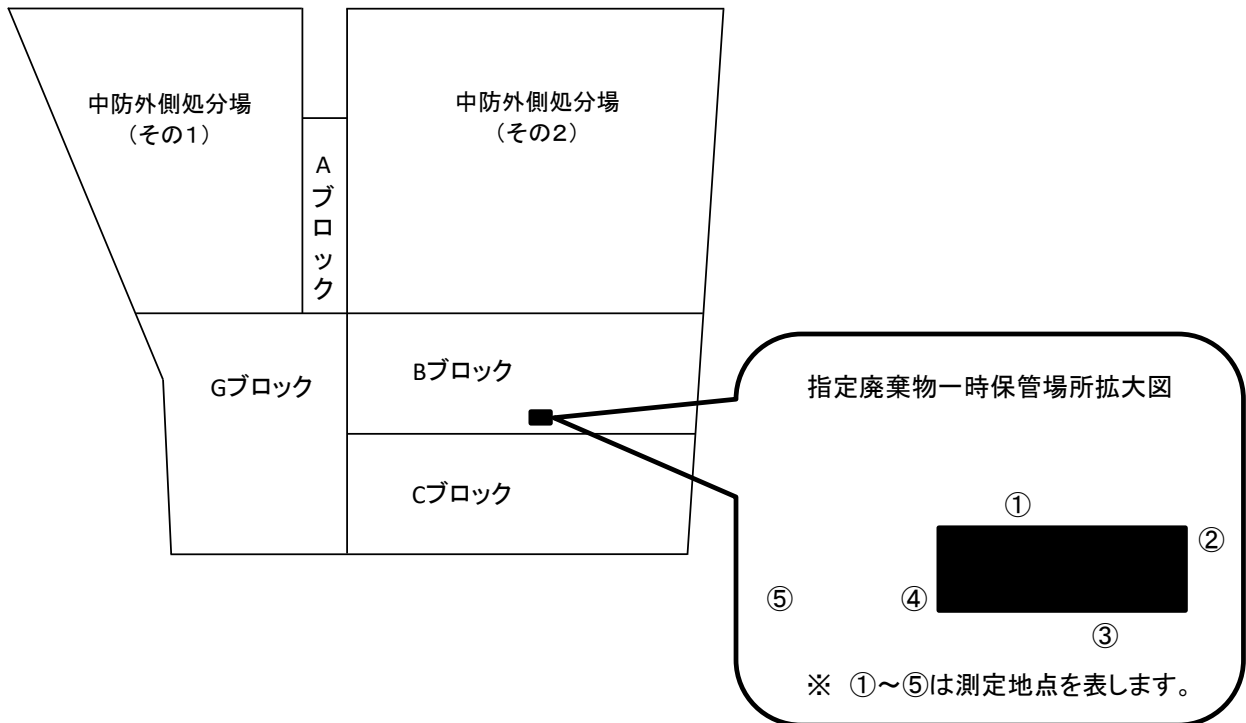 中防外側処分場
（その１）
中防外側処分場
（その２）
Aブロック
Gブロック
Bブロック
Cブロック
指定廃棄物一時保管場所拡大図
①
②
⑤
④
③
※　①～⑤は測定地点を表します。